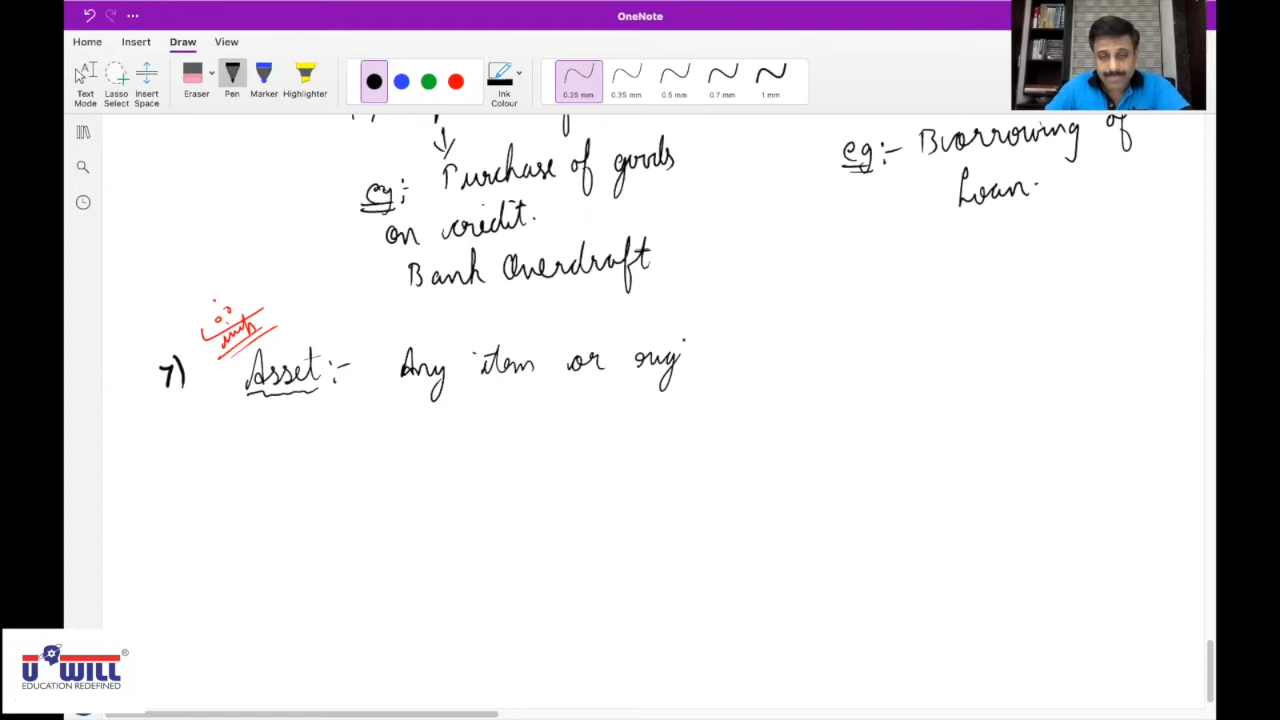 OneNote
Home Insert Draw View
Text Mode
Lasso Select
Insert Space
Eraser
Pen
Marker
Highlighter
Ink Colour
0.25 mm
0.35 mm
0.5 mm
0.7 mm
1 mm
eg:- Borrowing of
Loan.
eg:- Purchase of goods
on credit.
Bank Overdraft
7) Asset:- Any item or
U WILL
EDUCATION REDEFINED